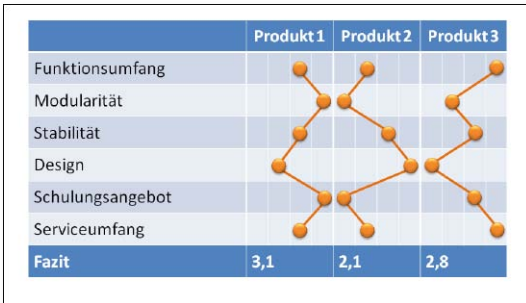 Produkt 1 Produkt 2 Produkt 3
Funktionsumfang
Modularität
Stabilität
Design
Schulungsangebot
Serviceumfang
Fazit 3,1 2,1 2,8